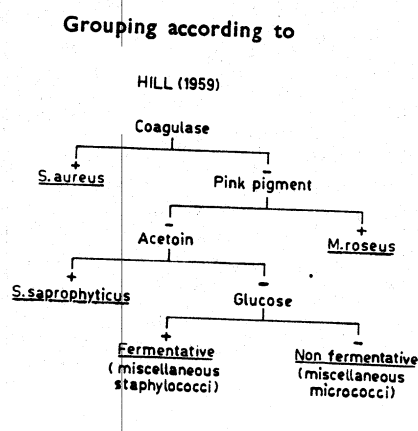 Grouping according to
HILL (1959)
Coagulase
+ -
S. aureus Pink pigment
- +
Acetoin M. roseus
+ -
S. saprophyticus Glucose
+ -
Fermentative Non fermentative
(miscellaneous (miscellaneous
staphylococci) micrococci)